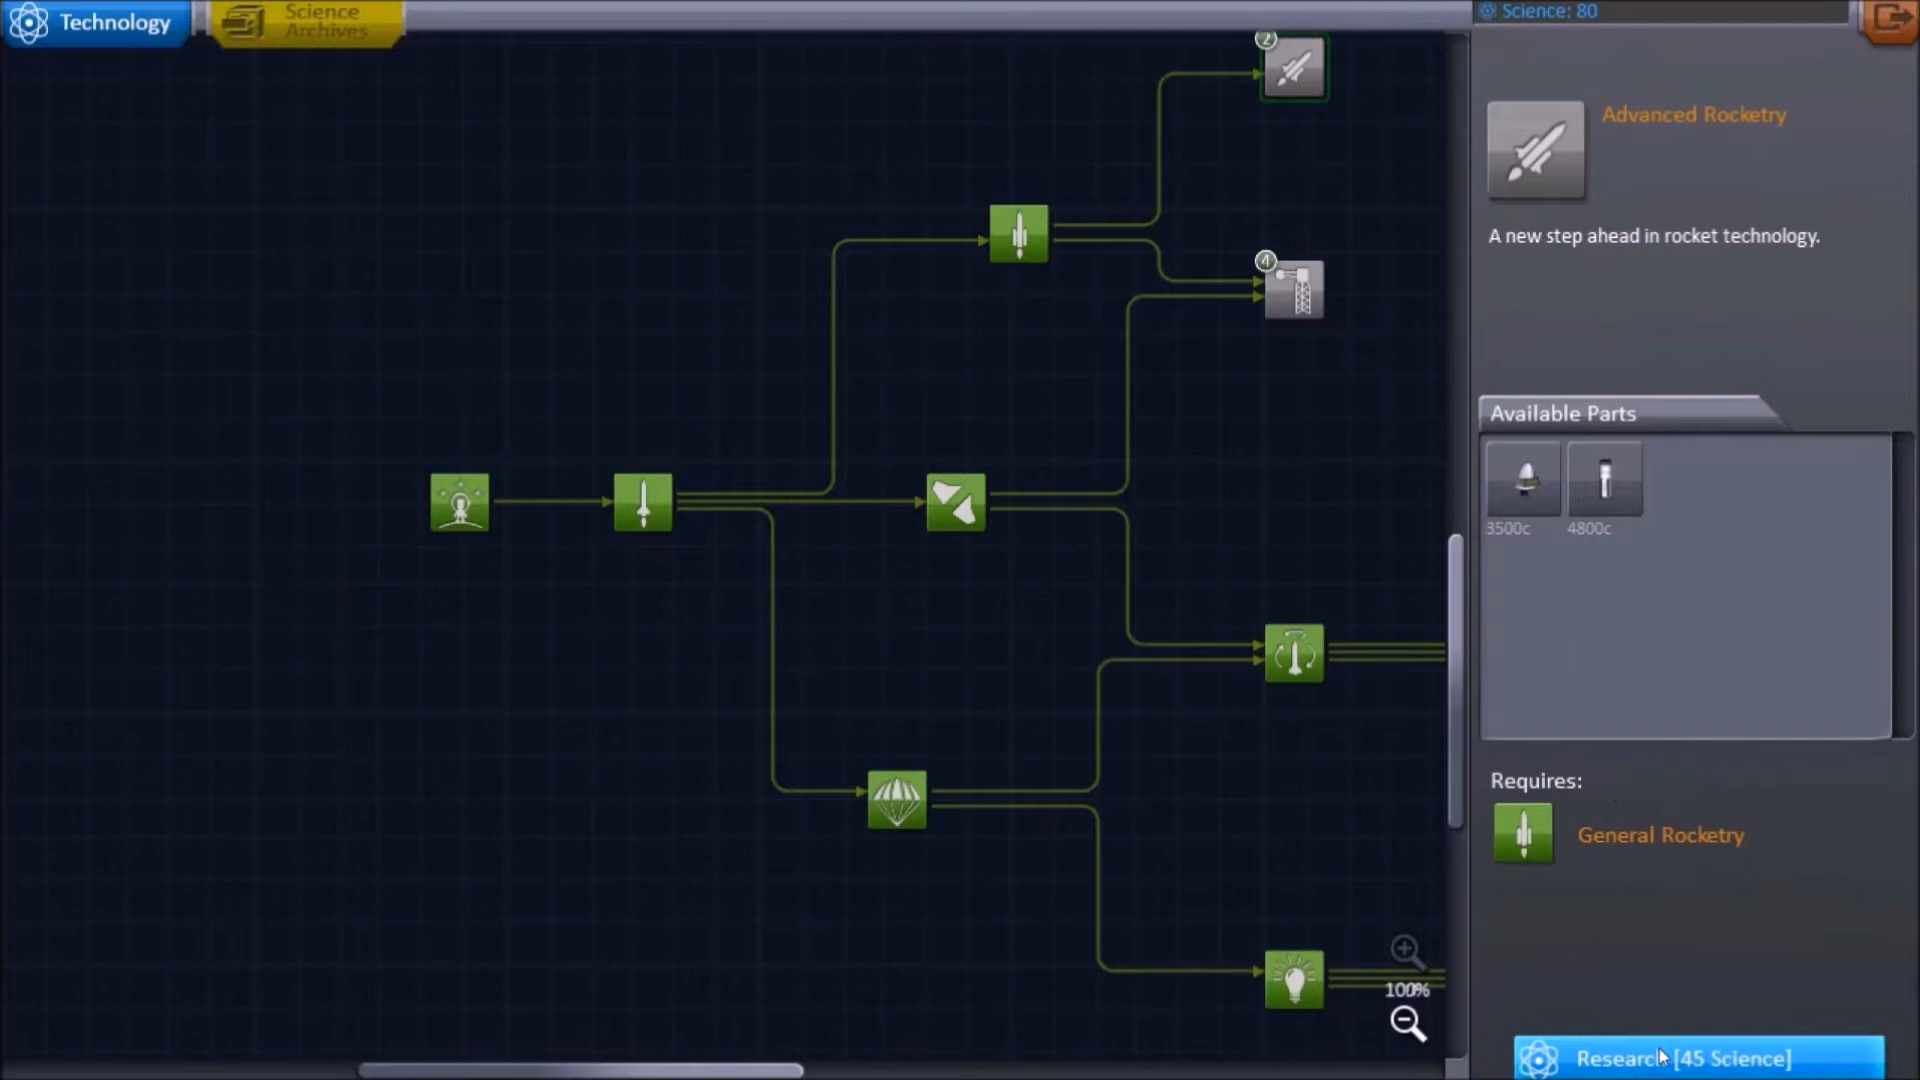 Technology
Science
Archives
Science: 80
2
Advanced Rocketry
A new step ahead in rocket technology.
4
Available Parts
3500c
4800c
Requires:
General Rocketry
100%
Research [45 Science]